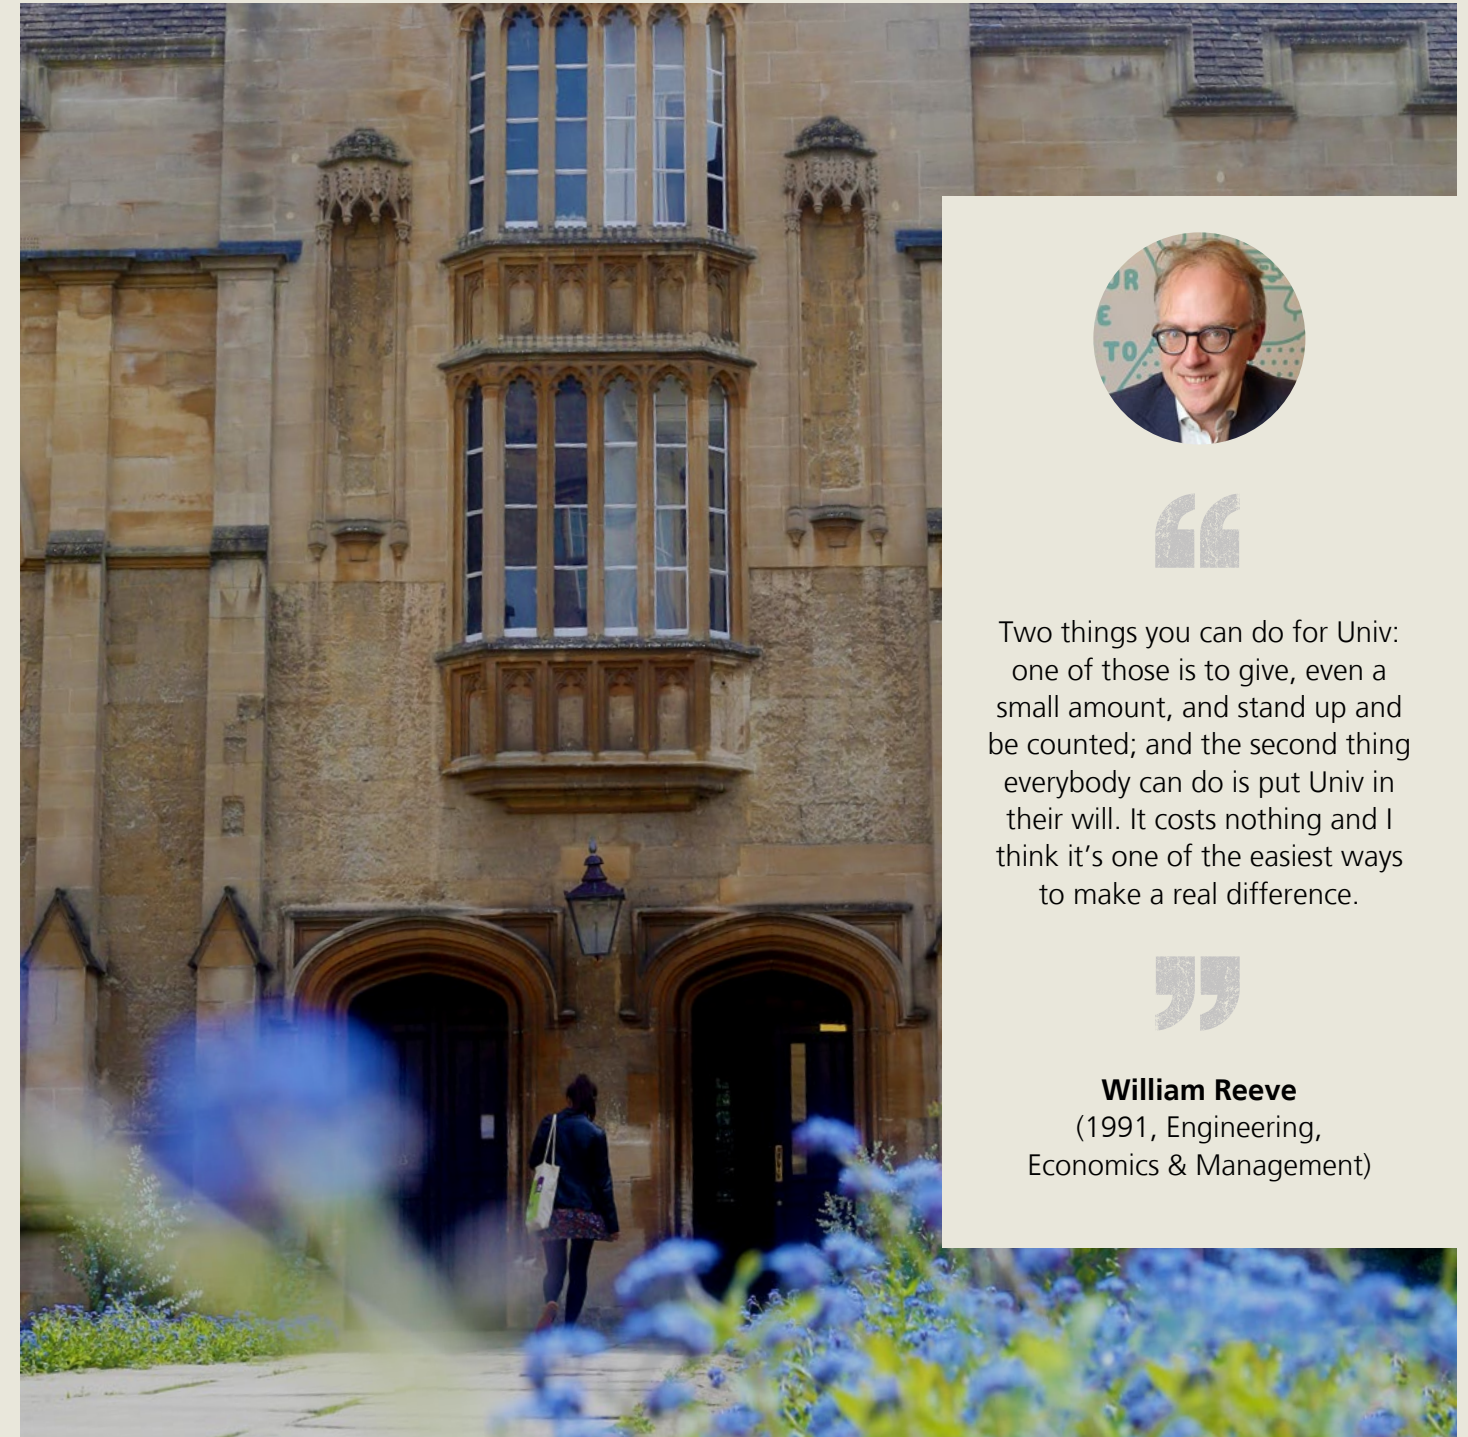 UR
E
TO
Two things you can do for Univ:
one of those is to give, even a
small amount, and stand up and
be counted; and the second thing
everybody can do is put Univ in
their will. It costs nothing and I
think it’s one of the easiest ways
to make a real difference.
William Reeve
(1991, Engineering,
Economics & Management)